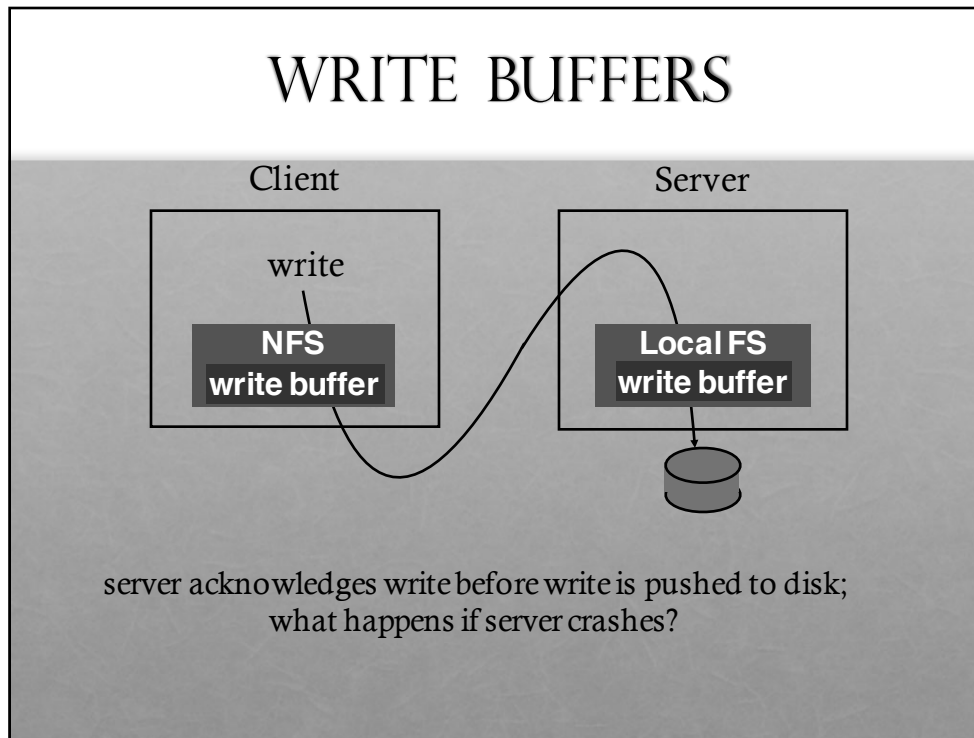 WRITE BUFFERS
Client
Server
write
NFS
write buffer
Local FS
write buffer
server acknowledges write before write is pushed to disk;
what happens if server crashes?